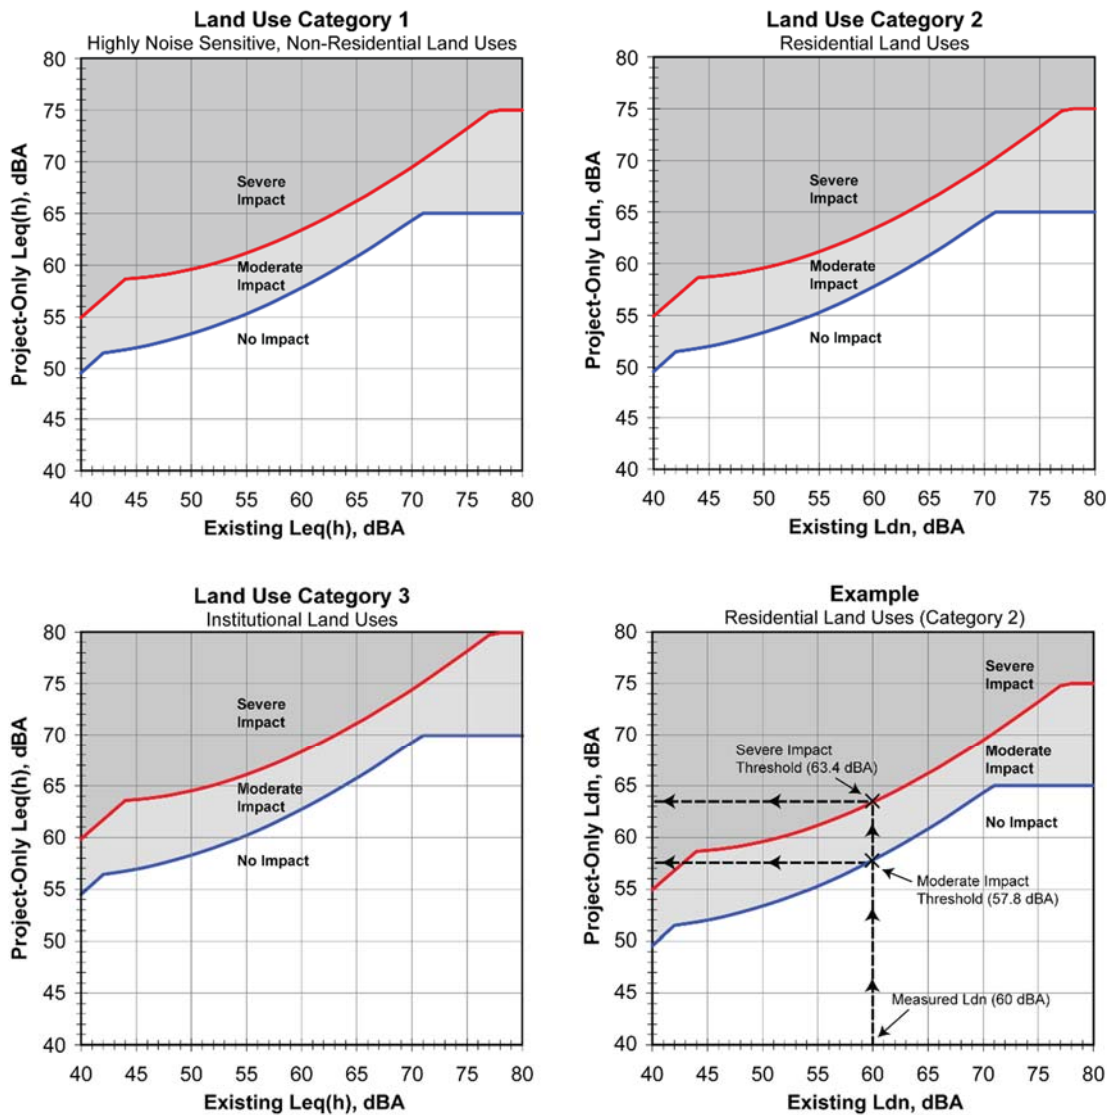 Land Use Category 1
Highly Noise Sensitive, Non-Residential Land Uses
Project-Only Leq(h), dBA
80
75
70
65
60
55
50
45
40
Severe
Impact
Moderate
Impact
No Impact
40 45 50 55 60 65 70 75 80
Existing Leq(h), dBA
Land Use Category 2
Residential Land Uses
Project-Only Ldn, dBA
80
75
70
65
60
55
50
45
40
Severe
Impact
Moderate
Impact
No Impact
40 45 50 55 60 65 70 75 80
Existing Ldn, dBA
Land Use Category 3
Institutional Land Uses
Project-Only Leq(h), dBA
80
75
70
65
60
55
50
45
40
Severe
Impact
Moderate
Impact
No Impact
40 45 50 55 60 65 70 75 80
Existing Leq(h), dBA
Example
Residential Land Uses (Category 2)
Project-Only Ldn, dBA
80
75
70
65
60
55
50
45
40
Severe
Impact
Severe Impact
Threshold (63.4 dBA)
Moderate
Impact
No Impact
Moderate Impact
Threshold (57.8 dBA)
Measured Ldn (60 dBA)
40 45 50 55 60 65 70 75 80
Existing Ldn, dBA